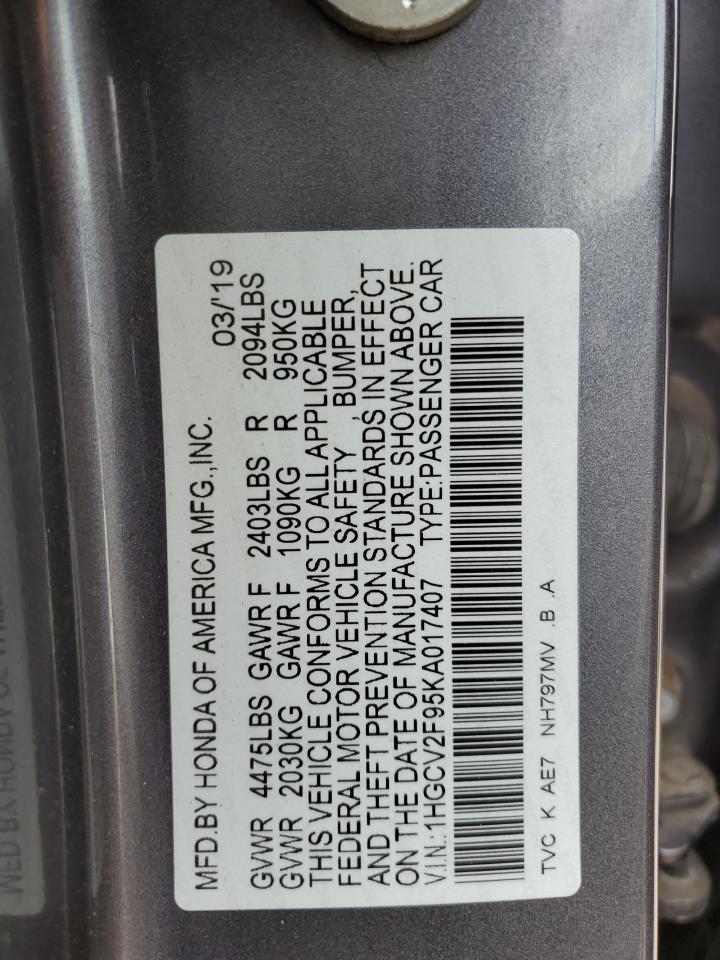 MFD.BY HONDA OF AMERICA MFG.,INC. 03/'19
GVWR 4475LBS GAWR F 2403LBS R 2094LBS
GVWR 2030KG GAWR F 1090KG R 950KG
THIS VEHICLE CONFORMS TO ALL APPLICABLE
FEDERAL MOTOR VEHICLE SAFETY, BUMPER,
AND THEFT PREVENTION STANDARDS IN EFFECT
ON THE DATE OF MANUFACTURE SHOWN ABOVE.
V.I.N.:1HGCV2F95KA017407 TYPE:PASSENGER CAR
TVC K AE7 NH797MV .B .A